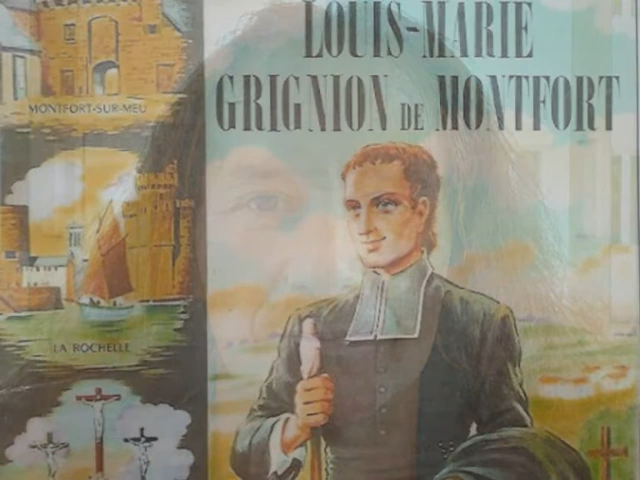 LOUIS-MARIE
GRIGNION DE MONTFORT
MONTFORT-SUR-MEU
LA ROCHELLE